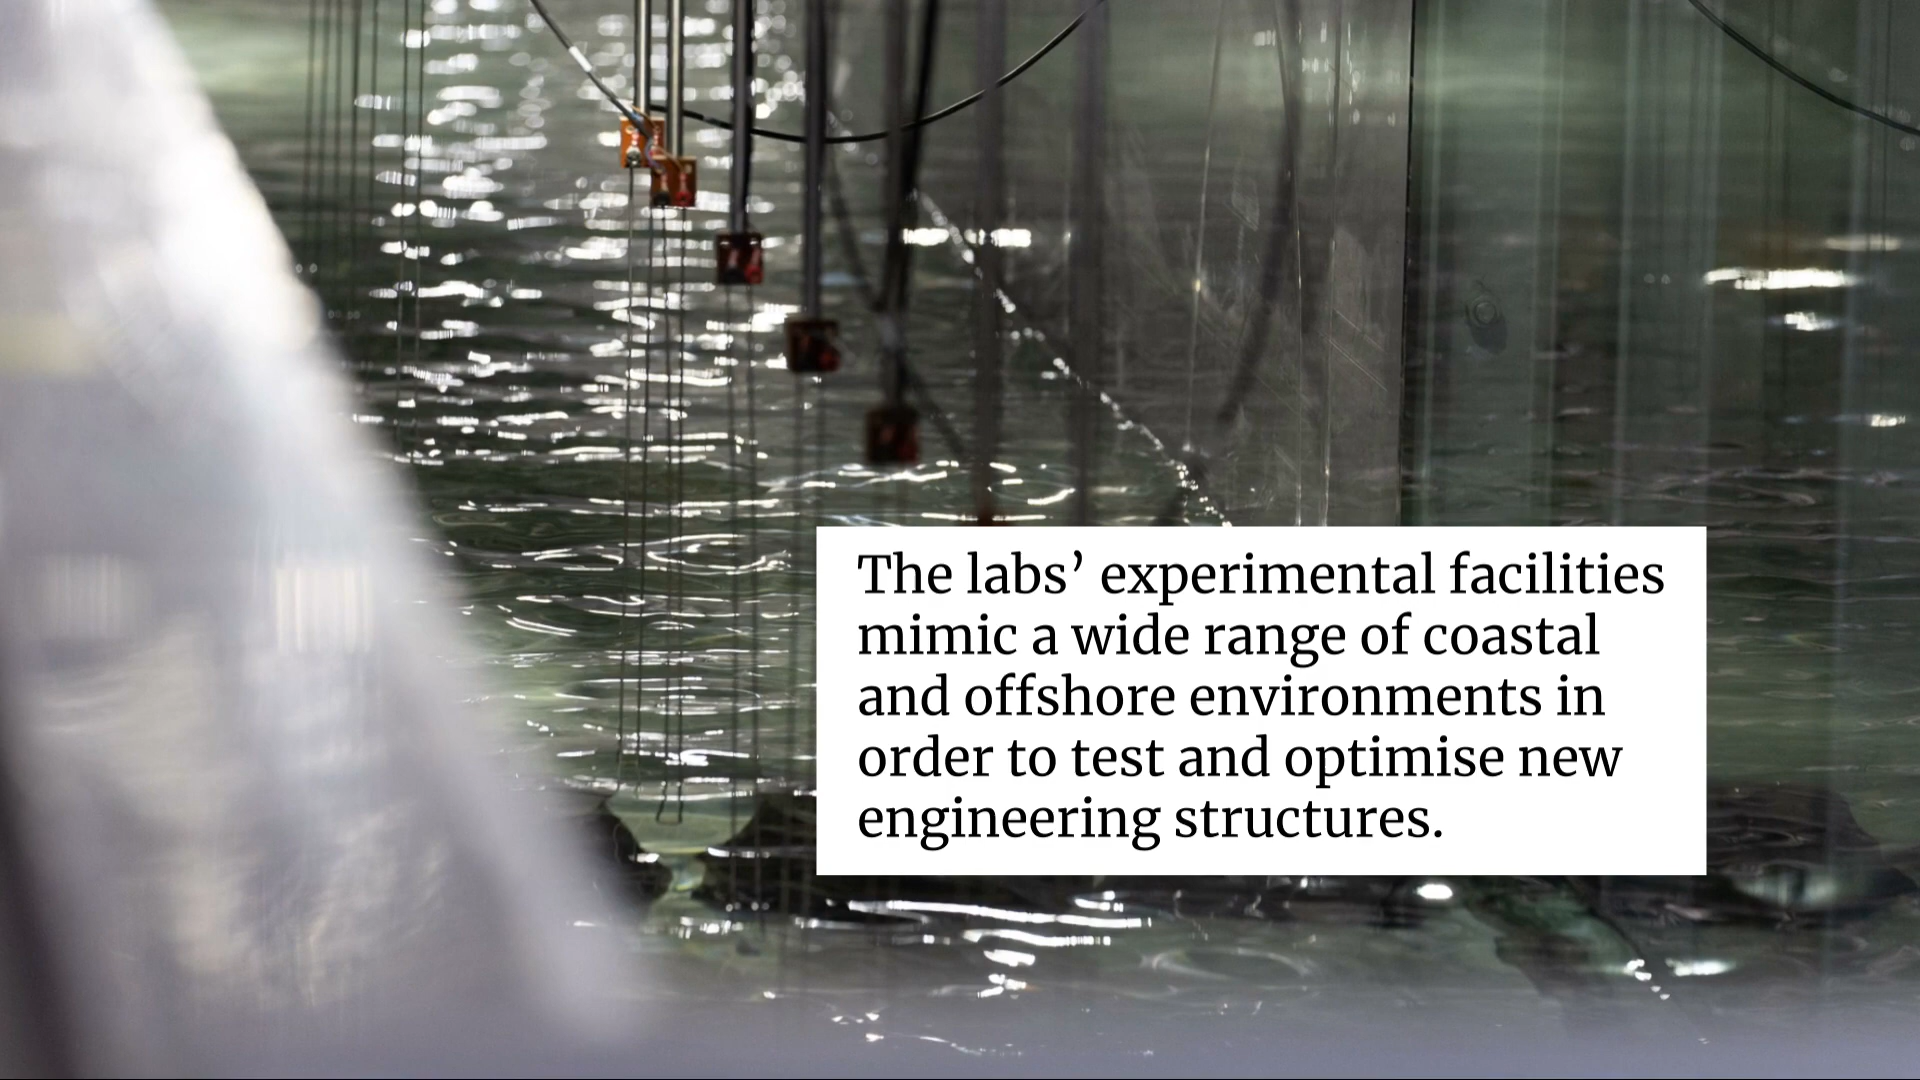 The labs’ experimental facilities
mimic a wide range of coastal
and offshore environments in
order to test and optimise new
engineering structures.